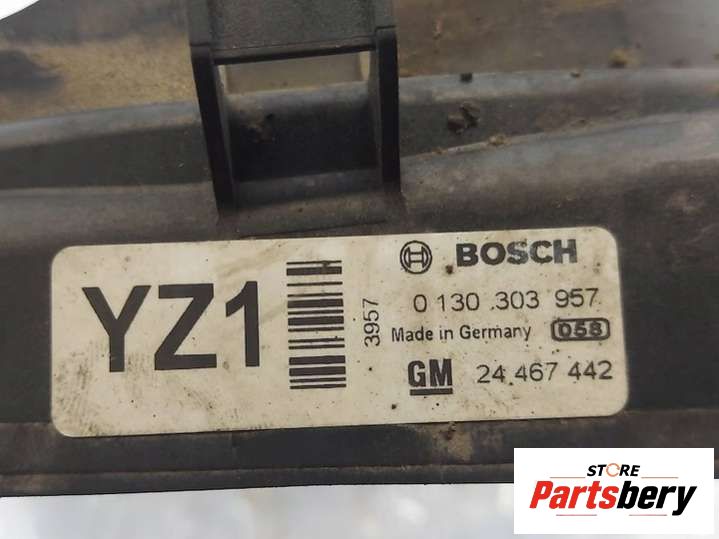 YZ1
3957
BOSCH
0 130 303 957
Made in Germany 058
GM 24 467 442
STORE
Partsbery